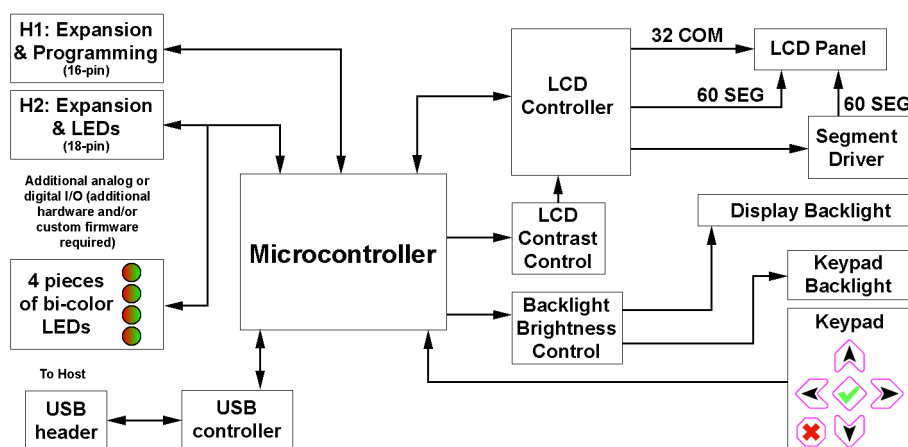 H1: Expansion
& Programming
(16-pin)
H2: Expansion
& LEDs
(18-pin)
Additional analog or
digital I/O (additional
hardware and/or
custom firmware
required)
4 pieces
of bi-color
LEDs
To Host
USB
header
USB
controller
Microcontroller
LCD
Controller
LCD
Contrast
Control
Backlight
Brightness
Control
32 COM
LCD Panel
60 SEG
60 SEG
Segment
Driver
Display Backlight
Keypad
Backlight
Keypad